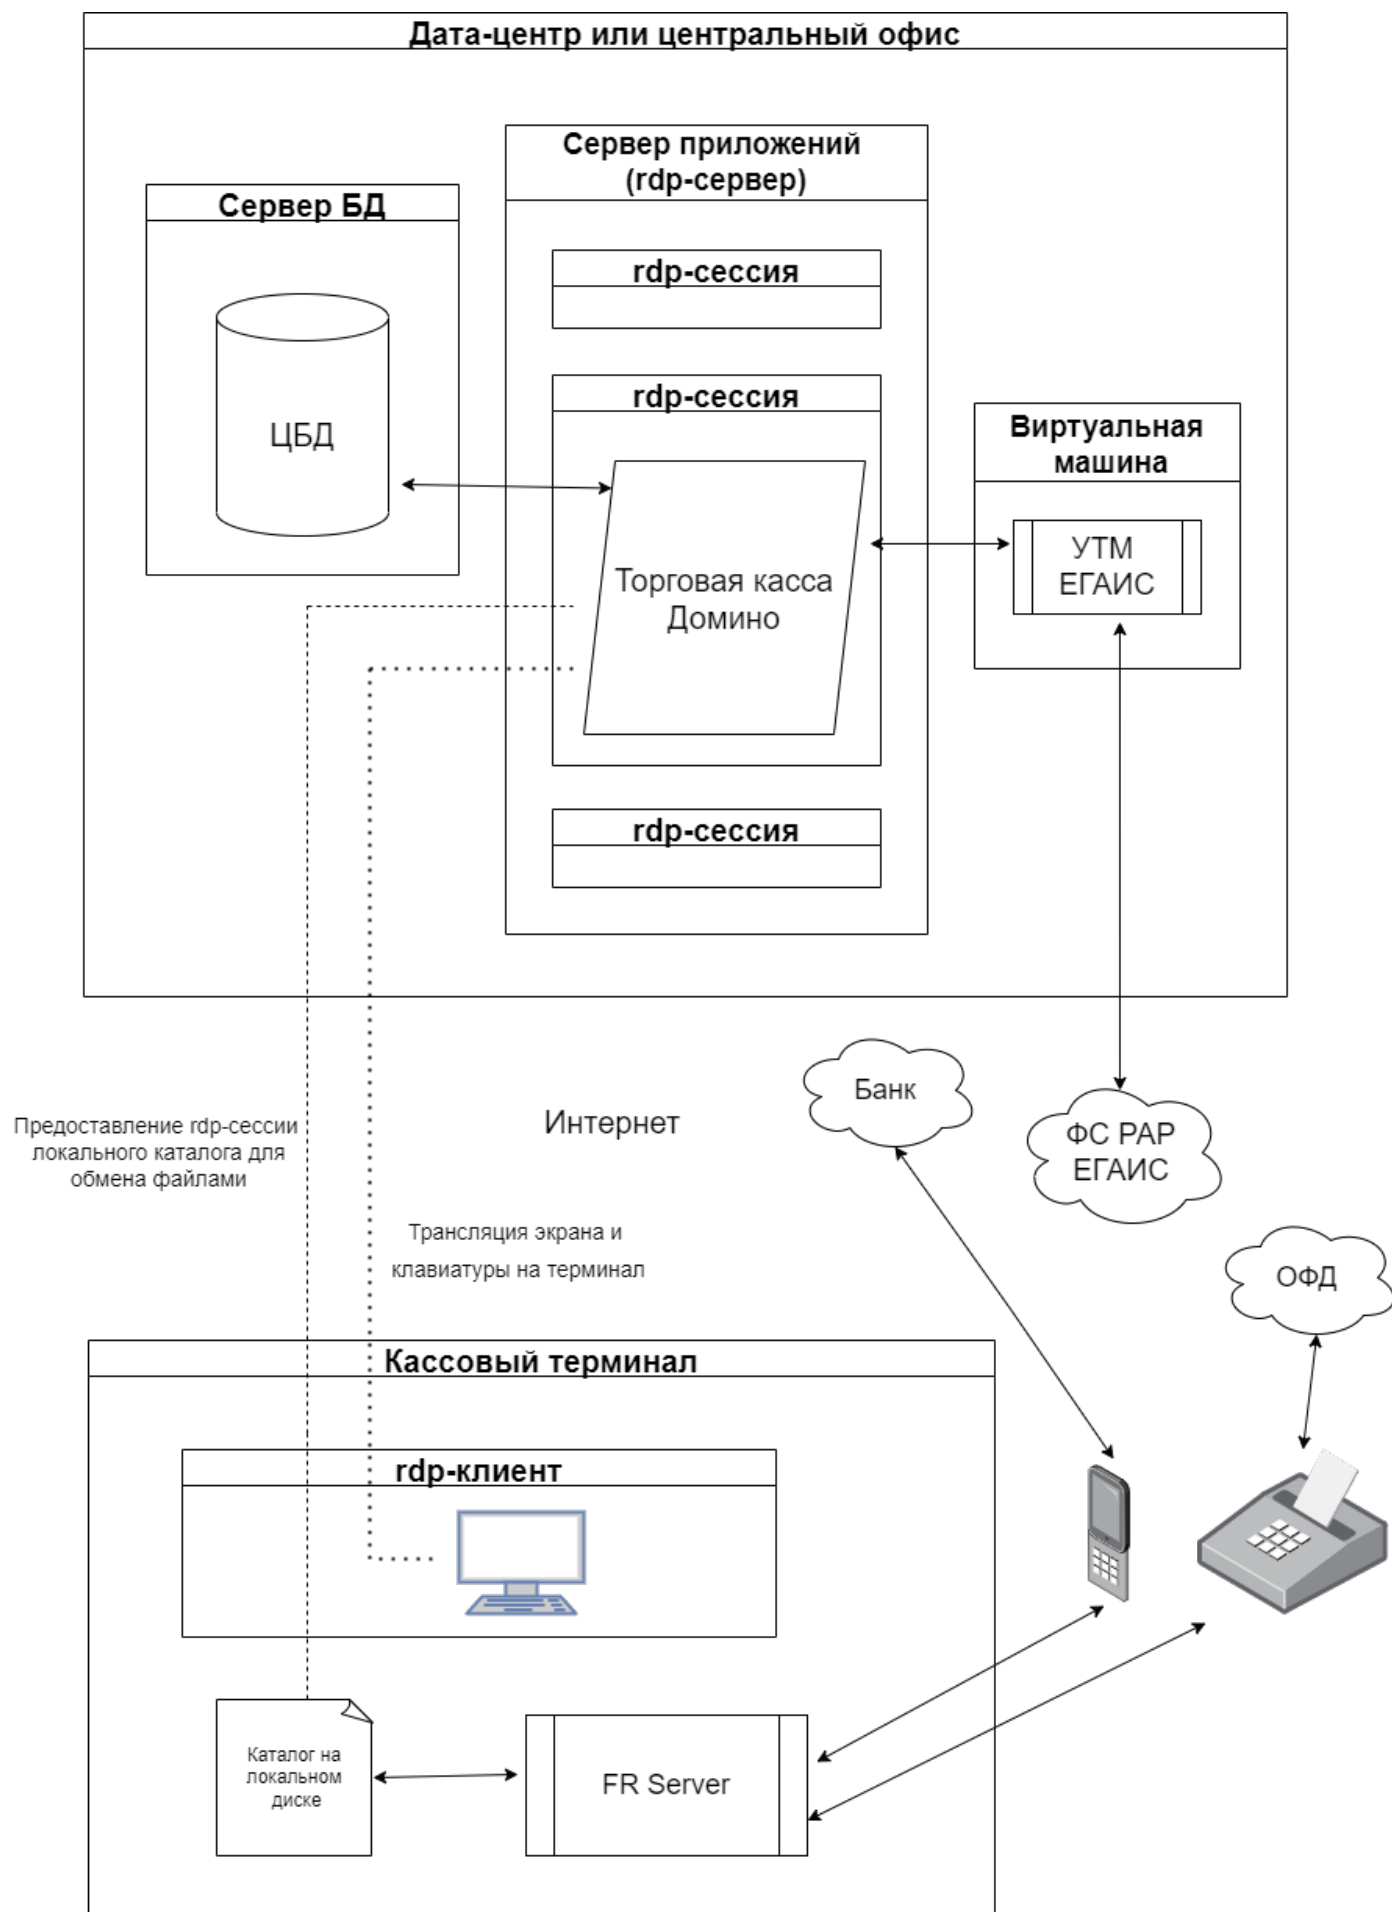 Дата-центр или центральный офис
Сервер приложений
(rdp-сервер)
Сервер БД
rdp-сессия
rdp-сессия
ЦБД
Виртуальная
машина
УТМ
ЕГАИС
Торговая касса
Домино
rdp-сессия
Банк
Интернет
ФС РАР
ЕГАИС
Предоставление rdp-сессии
локального каталога для
обмена файлами
Трансляция экрана и
клавиатуры на терминал
ОФД
Кассовый терминал
rdp-клиент
Каталог на
локальном
диске
FR Server